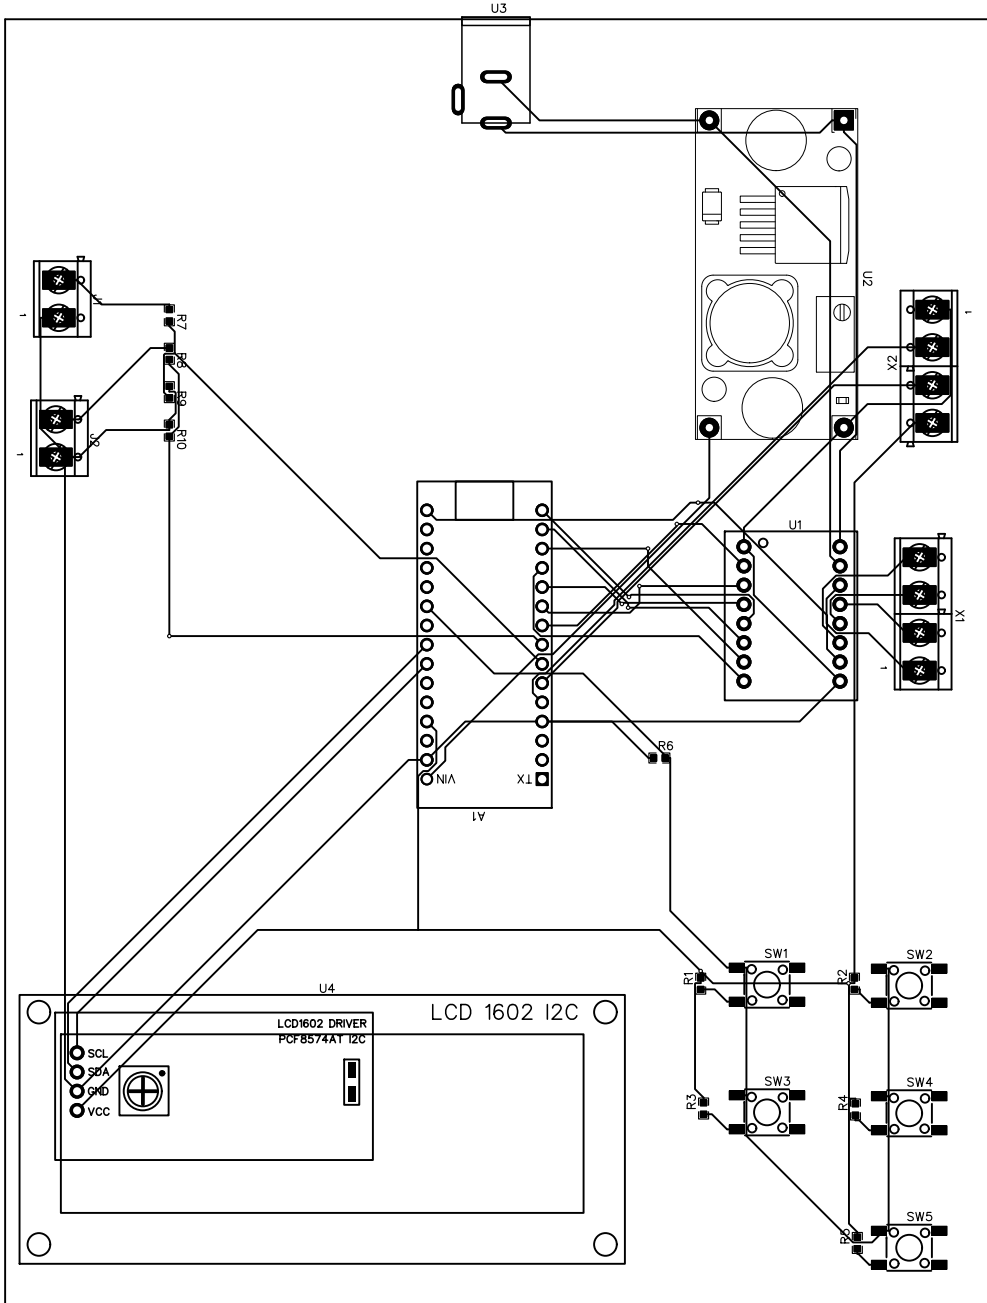 U3
U2
J1
1
R7
R8
R9
R10
J2
1
1
X2
U1
X1
1
VIN
TX
A1
R6
SW1
R1
SW2
R2
U4
LCD 1602 I2C
LCD1602 DRIVER
PCF8574AT I2C
SCL
SDA
GND
VCC
SW3
R3
SW4
R4
SW5
R5